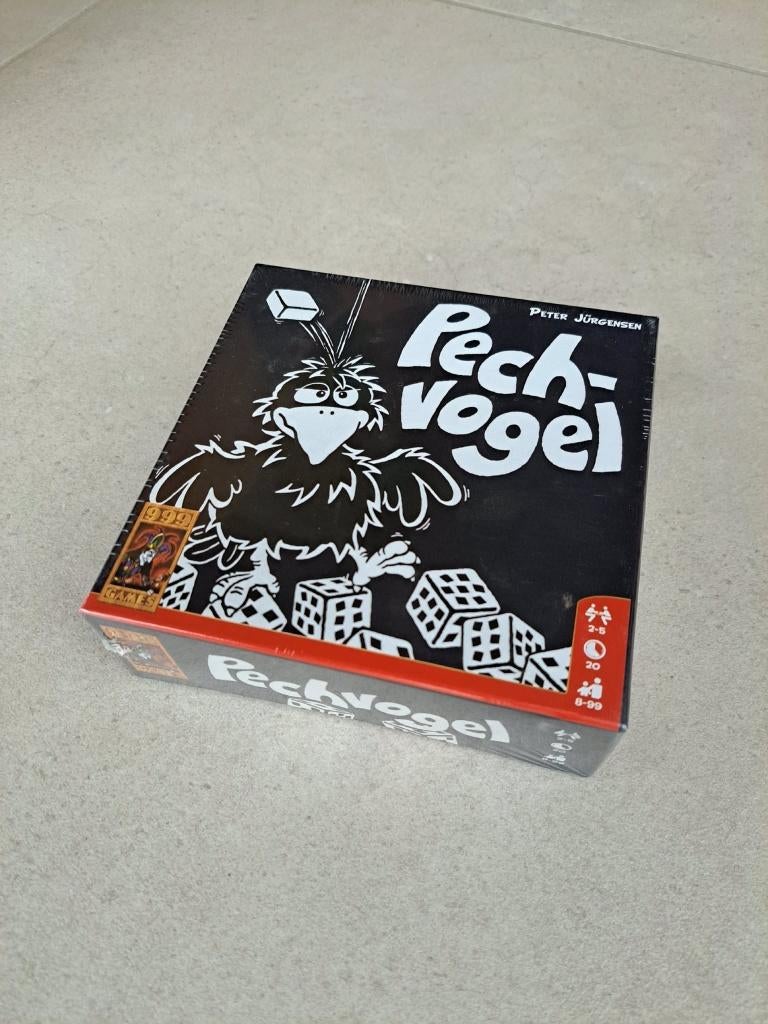 PETER JÜRGENSEN
Pech-
vogel
999
GAMES
2-5
20
8-99
Pechvogel